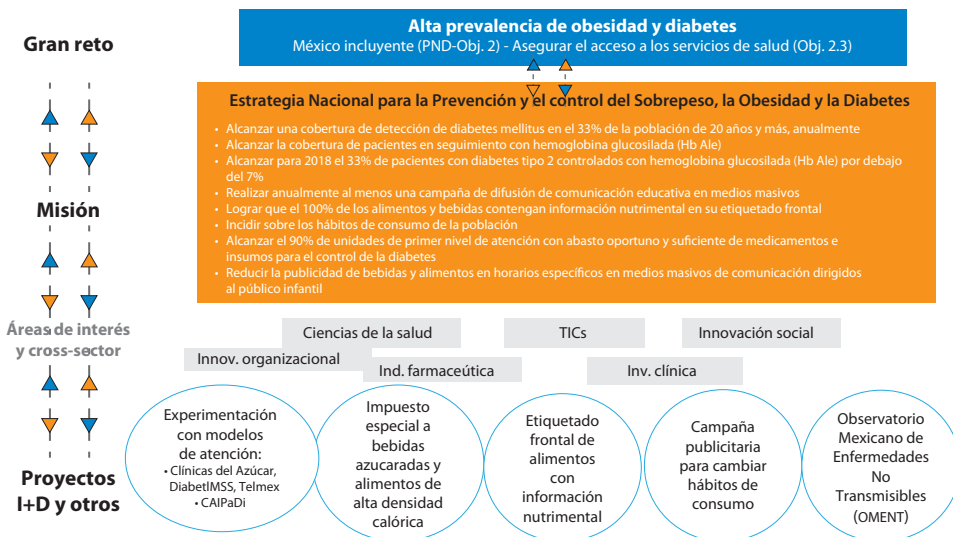 Gran reto
Alta prevalencia de obesidad y diabetes
México incluyente (PND-Obj. 2) - Asegurar el acceso a los servicios de salud (Obj. 2.3)
Estrategia Nacional para la Prevención y el control del Sobrepeso, la Obesidad y la Diabetes
• Alcanzar una cobertura de detección de diabetes mellitus en el 33% de la población de 20 años y más, anualmente
• Alcanzar la cobertura de pacientes en seguimiento con hemoglobina glucosilada (Hb Ale)
• Alcanzar para 2018 el 33% de pacientes con diabetes tipo 2 controlados con hemoglobina glucosilada (Hb Ale) por debajo
del 7%
• Realizar anualmente al menos una campaña de difusión de comunicación educativa en medios masivos
• Lograr que el 100% de los alimentos y bebidas contengan información nutrimental en su etiquetado frontal
• Incidir sobre los hábitos de consumo de la población
• Alcanzar el 90% de unidades de primer nivel de atención con abasto oportuno y suficiente de medicamentos e
insumos para el control de la diabetes
• Reducir la publicidad de bebidas y alimentos en horarios específicos en medios masivos de comunicación dirigidos
al público infantil
Misión
Áreas de interés
y cross-sector
Ciencias de la salud
TICs
Innovación social
Innov. organizacional
Ind. farmaceútica
Inv. clínica
Proyectos
I+D y otros
Experimentación
con modelos
de atención:
• Clínicas del Azúcar,
DiabetIMSS, Telmex
• CAIPaDi
Impuesto
especial a
bebidas
azucaradas y
alimentos de
alta densidad
calórica
Etiquetado
frontal de
alimentos
con
información
nutrimental
Campaña
publicitaria
para cambiar
hábitos de
consumo
Observatorio
Mexicano de
Enfermedades
No
Transmisibles
(OMENT)